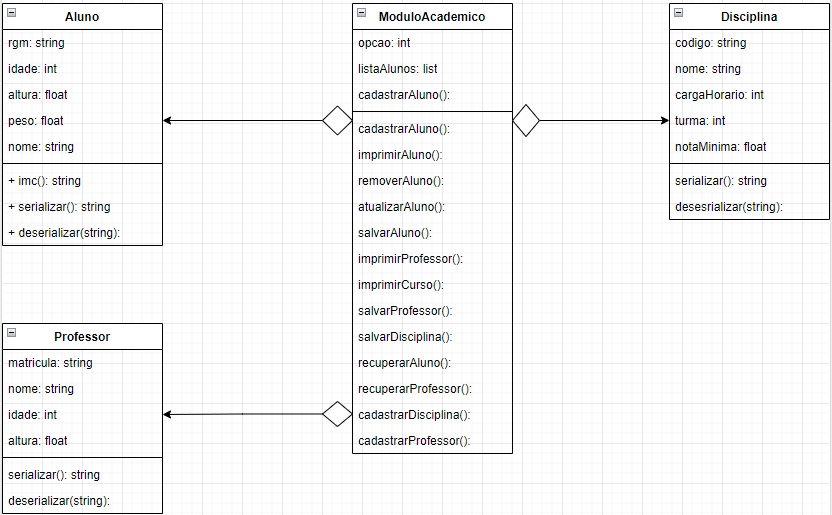 Aluno
rgm: string
idade: int
altura: float
peso: float
nome: string
+ imc(): string
+ serializar(): string
+ deserializar(string):
ModuloAcademico
opcao: int
listaAlunos: list
cadastrarAluno():
cadastrarAluno():
imprimirAluno():
removerAluno():
atualizarAluno():
salvarAluno():
imprimirProfessor():
imprimirCurso():
salvarProfessor():
salvarDisciplina():
recuperarAluno():
recuperarProfessor():
cadastrarDisciplina():
cadastrarProfessor():
Disciplina
codigo: string
nome: string
cargaHorario: int
turma: int
notaMinima: float
serializar(): string
desesrializar(string):
Professor
matricula: string
nome: string
idade: int
altura: float
serializar(): string
deserializar(string):